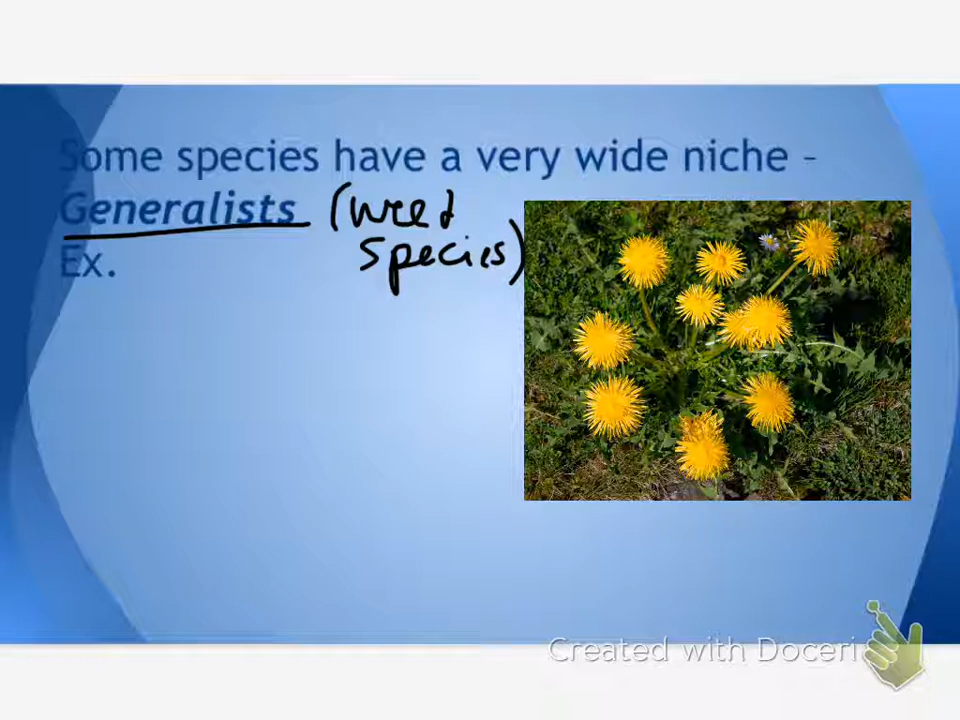 Some species have a very wide niche –
Generalists (weed
species)
Ex.
Created with Doceri